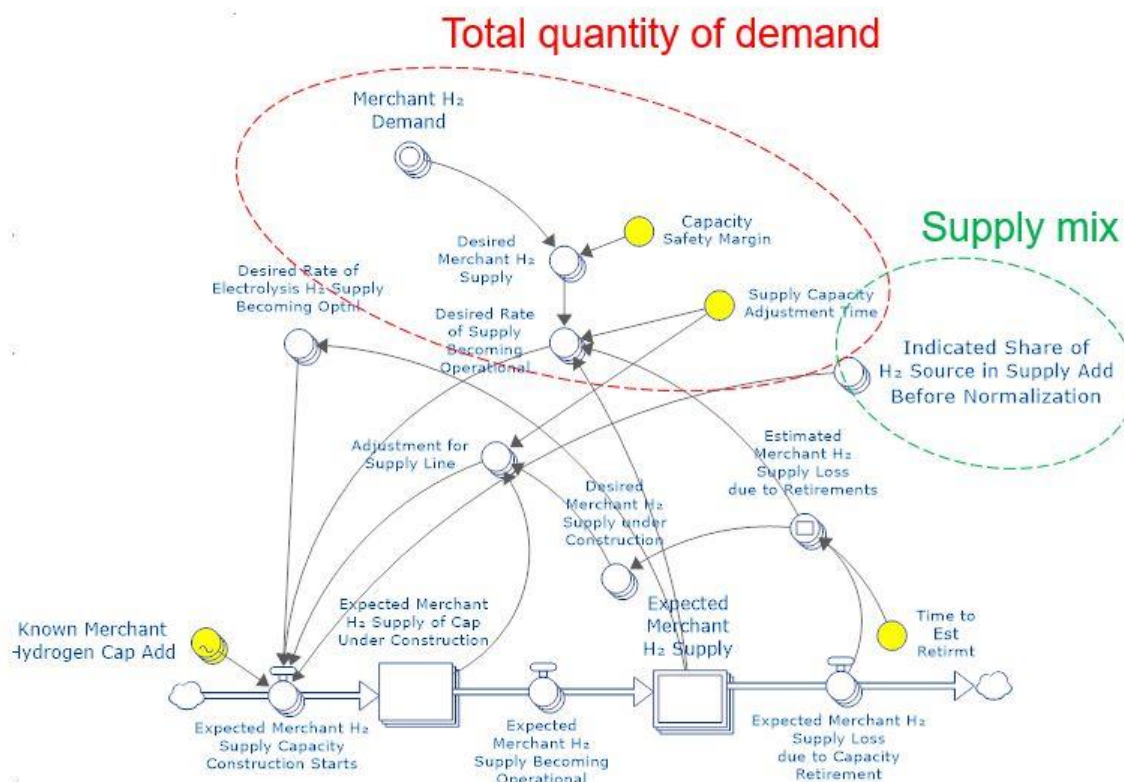 Total quantity of demand
Merchant H₂
Demand
Capacity
Safety Margin
Supply mix
Desired
Merchant H₂
Supply
Desired Rate of
Electrolysis H₂ Supply
Becoming Optnl
Supply Capacity
Adjustment Time
Desired Rate
of Supply
Becoming
Operational
Indicated Share of
H₂ Source in Supply Add
Before Normalization
Adjustment for
Supply Line
Estimated
Merchant H₂
Supply Loss
due to Retirements
Desired
Merchant H₂
Supply under
Construction
Expected Merchant
H₂ Supply of Cap
Under Construction
Expected
Merchant
H₂ Supply
Time to
Est
Retirmt
Known Merchant
Hydrogen Cap Add
Expected Merchant H₂
Supply Capacity
Construction Starts
Expected
Merchant H₂
Supply Becoming
Operational
Expected Merchant H₂
Supply Loss
due to Capacity
Retirement